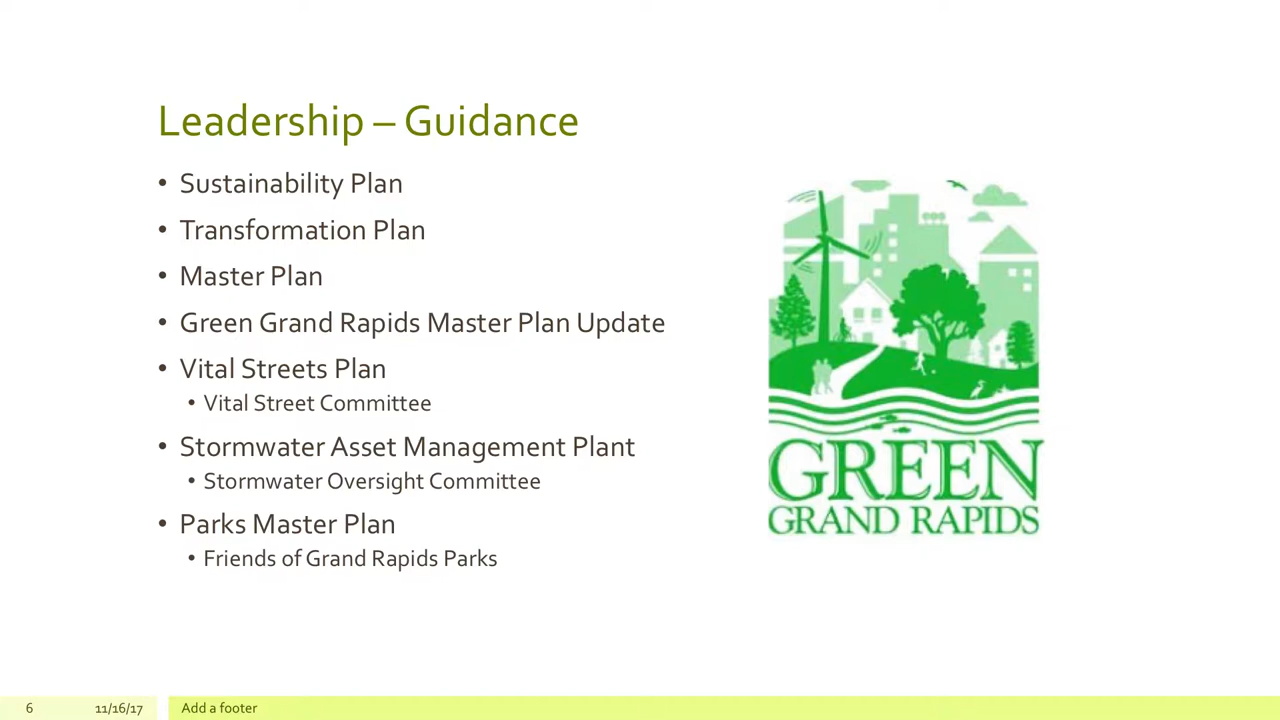 Leadership – Guidance
• Sustainability Plan
• Transformation Plan
• Master Plan
• Green Grand Rapids Master Plan Update
• Vital Streets Plan
• Vital Street Committee
• Stormwater Asset Management Plant
• Stormwater Oversight Committee
• Parks Master Plan
• Friends of Grand Rapids Parks
GREEN
GRAND RAPIDS
6 11/16/17 Add a footer